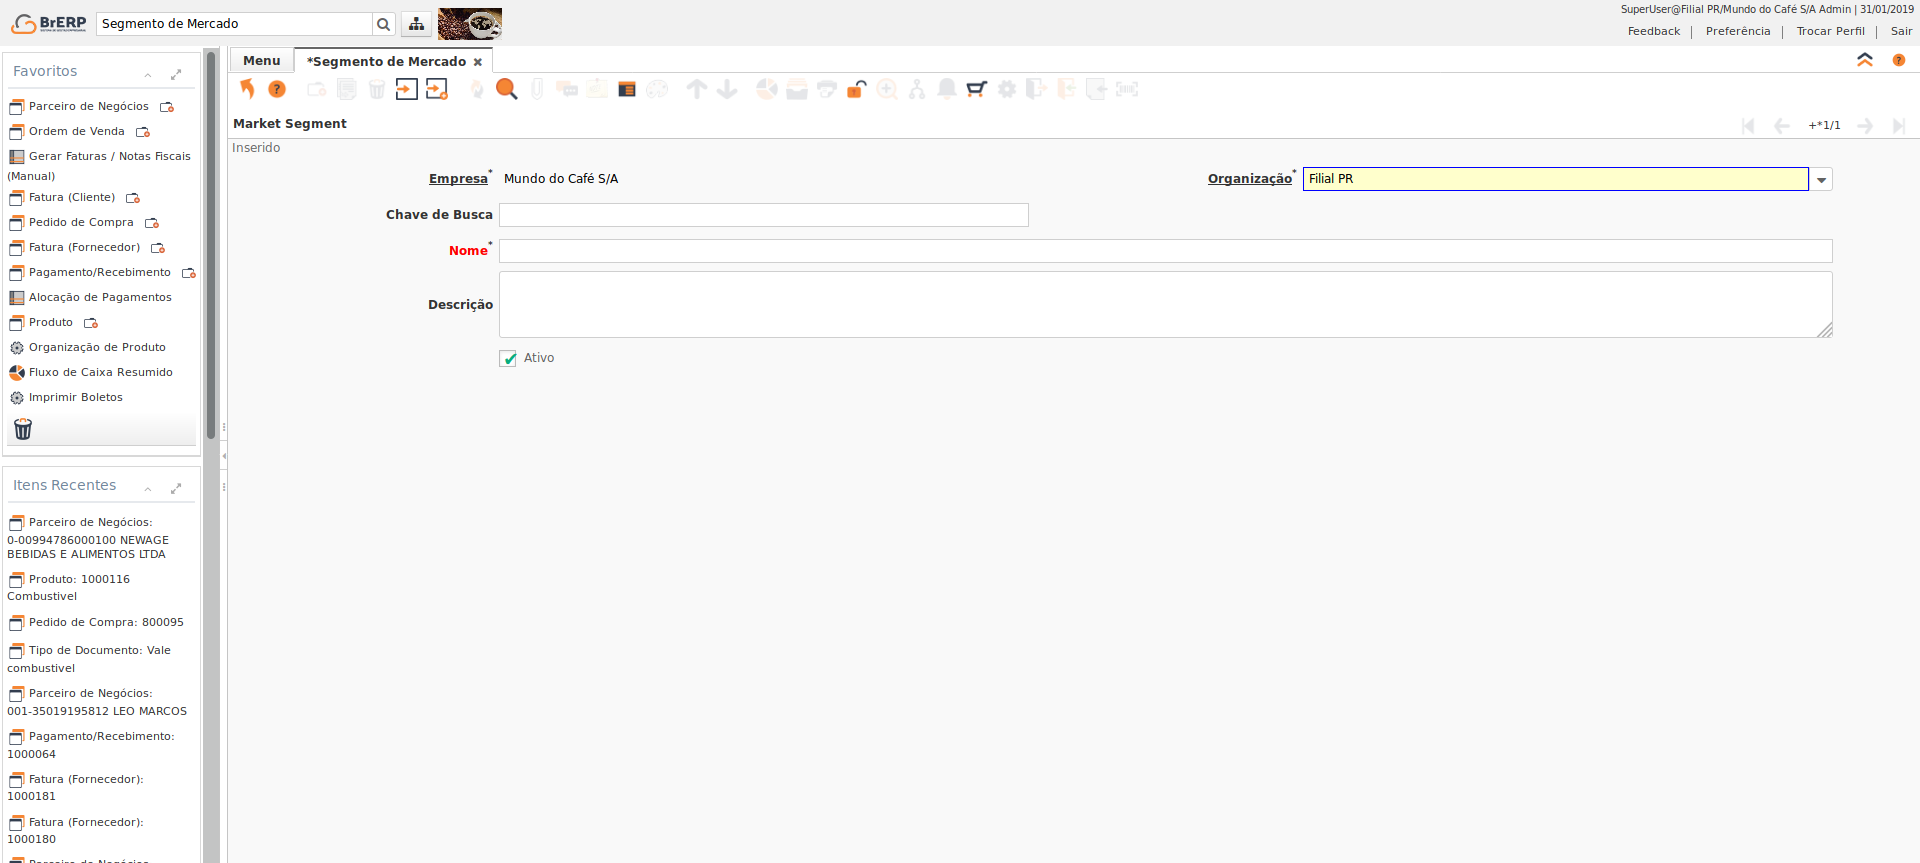 BrERP
Segmento de Mercado
SuperUser@Filial PR/Mundo do Café S/A Admin | 31/01/2019
Feedback | Preferência | Trocar Perfil | Sair
Favoritos
Parceiro de Negócios
Ordem de Venda
Gerar Faturas / Notas Fiscais
(Manual)
Fatura (Cliente)
Pedido de Compra
Fatura (Fornecedor)
Pagamento/Recebimento
Alocação de Pagamentos
Produto
Organização de Produto
Fluxo de Caixa Resumido
Imprimir Boletos
Itens Recentes
Parceiro de Negócios:
0-00994786000100 NEWAGE
BEBIDAS E ALIMENTOS LTDA
Produto: 1000116
Combustivel
Pedido de Compra: 800095
Tipo de Documento: Vale
combustivel
Parceiro de Negócios:
001-35019195812 LEO MARCOS
Pagamento/Recebimento:
1000064
Fatura (Fornecedor):
1000181
Fatura (Fornecedor):
1000180
Parceiro de Negócios
Menu
*Segmento de Mercado
Market Segment
+*1/1
Inserido
Empresa* Mundo do Café S/A
Organização* Filial PR
Chave de Busca
Nome*
Descrição
Ativo